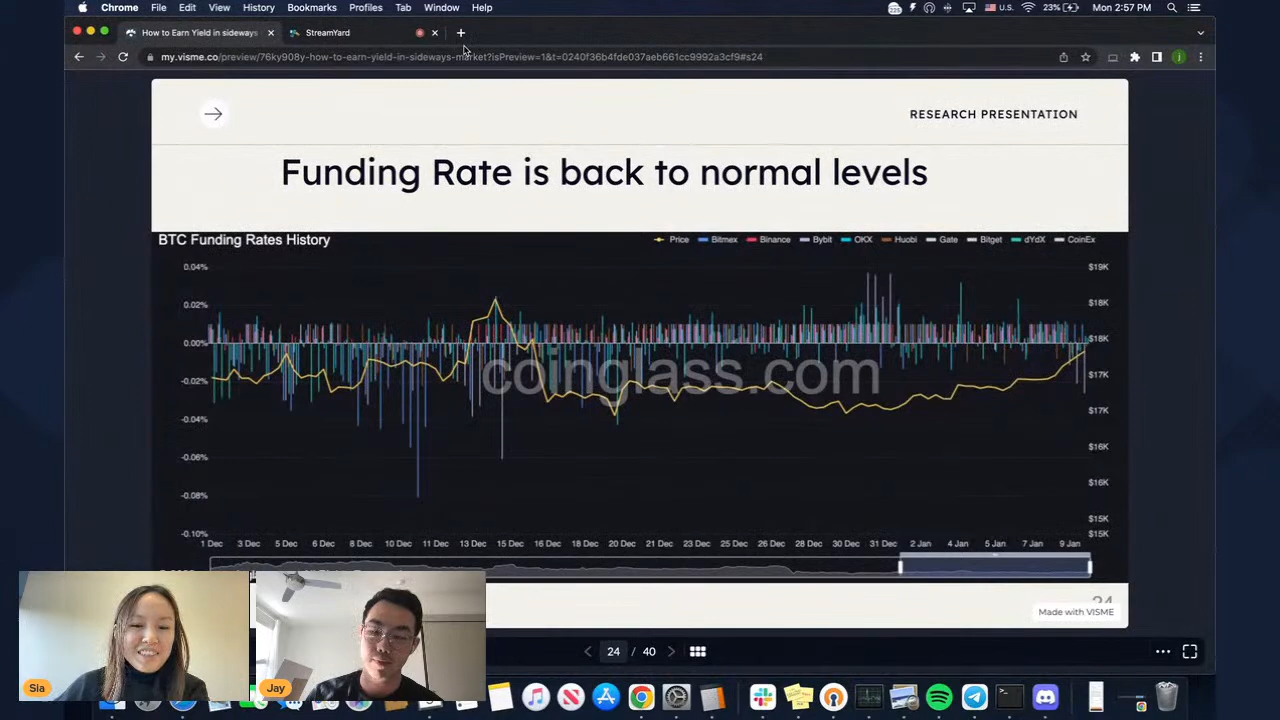 Chrome File Edit View History Bookmarks Profiles Tab Window Help
225 U.S. 23% Mon 2:57 PM
How to Earn Yield in sideways
StreamYard
my.visme.co/preview/76ky908y-how-to-earn-yield-in-sideways-market?isPreview=1&t=0240f36b4fde037aeb661cc9992a3cf9#s24
j
RESEARCH PRESENTATION
Funding Rate is back to normal levels
BTC Funding Rates History
Price Bitmex Binance Bybit OKX Huobi Gate Bitget dYdX CoinEx
0.04% $19K
0.02% $18K
0.00% $18K
-0.02% $17K
-0.04% $17K
-0.06% $16K
-0.08% $16K
$15K
-0.10% $15K
coinglass.com
1 Dec 3 Dec 5 Dec 6 Dec 8 Dec 10 Dec 11 Dec 13 Dec 15 Dec 16 Dec 18 Dec 20 Dec 21 Dec 23 Dec 25 Dec 26 Dec 28 Dec 30 Dec 31 Dec 2 Jan 4 Jan 5 Jan 7 Jan 9 Jan
24
Made with VISME
24 / 40
Sia
Jay